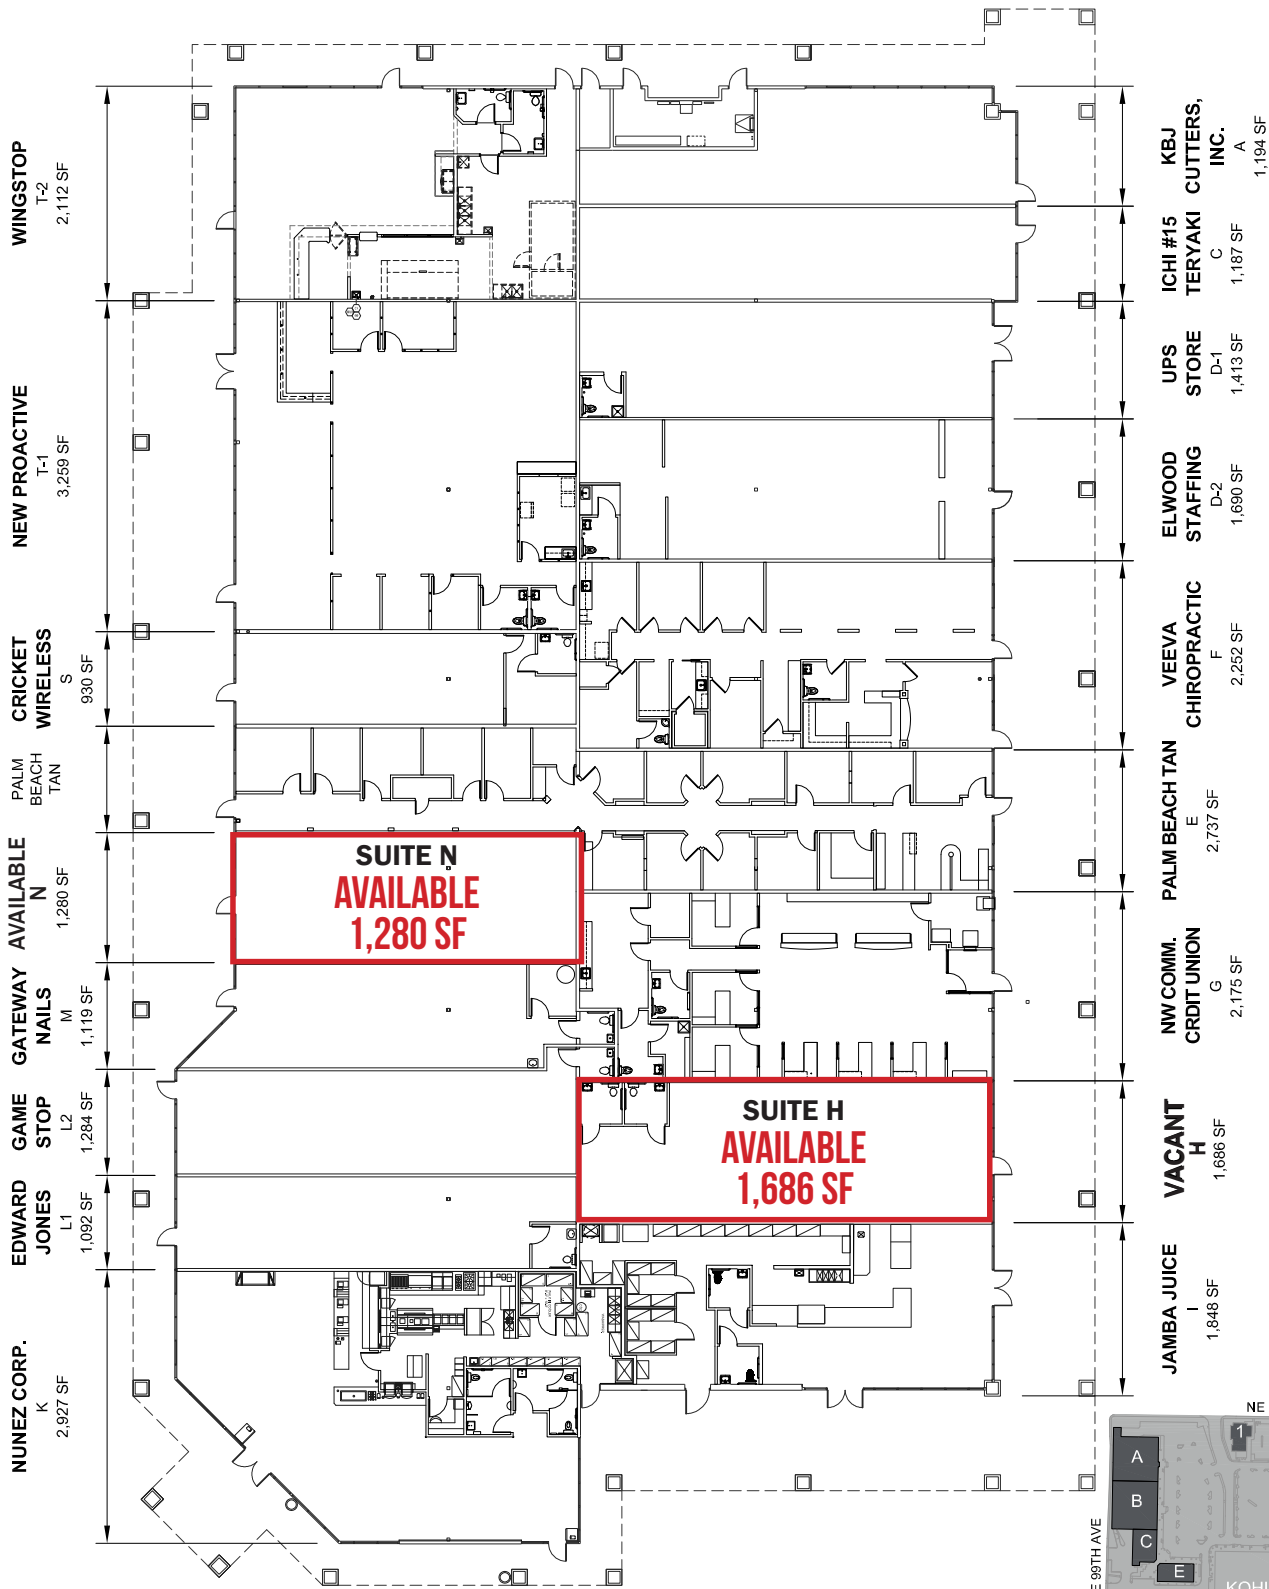 WINGSTOP
T-2
2,112 SF
NEW PROACTIVE
T-1
3,259 SF
CRICKET
WIRELESS
S
930 SF
PALM
BEACH
TAN
AVAILABLE
N
1,280 SF
GATEWAY
NAILS
M
1,119 SF
GAME
STOP
L2
1,284 SF
EDWARD
JONES
L1
1,092 SF
NUNEZ CORP.
K
2,927 SF
SUITE N
AVAILABLE
1,280 SF
SUITE H
AVAILABLE
1,686 SF
KBJ
CUTTERS,
INC.
A
1,194 SF
ICHI #15
TERYAKI
C
1,187 SF
UPS
STORE
D-1
1,413 SF
ELWOOD
STAFFING
D-2
1,690 SF
VEEVA
CHIROPRACTIC
F
2,252 SF
PALM BEACH TAN
E
2,737 SF
NW COMM.
CRDIT UNION
G
2,175 SF
VACANT
H
1,686 SF
JAMBA JUICE
I
1,848 SF
NE
1
A
B
C
E
E 99TH AVE